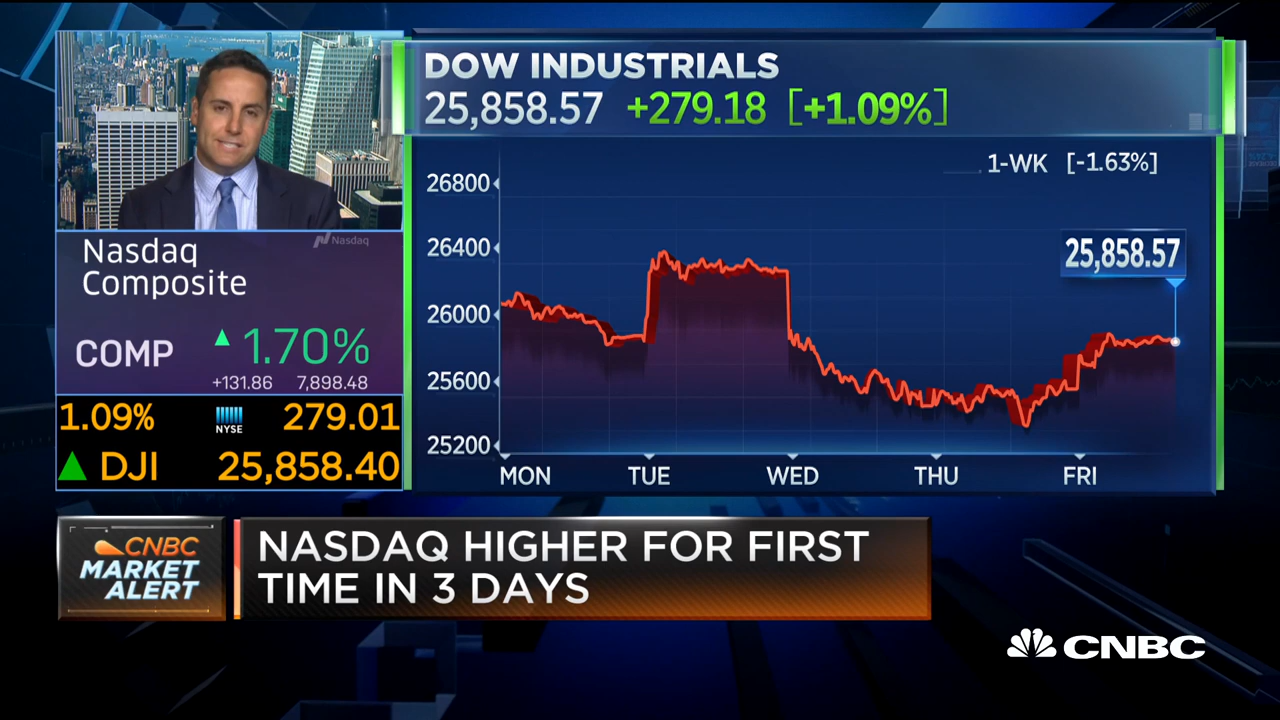 DOW INDUSTRIALS
25,858.57 +279.18 [+1.09%]
1-WK [-1.63%]
26800
26400
26000
25600
25200
25,858.57
MON TUE WED THU FRI
Nasdaq
Nasdaq
Composite
COMP ▲ 1.70%
+131.86 7,898.48
1.09% NYSE 279.01
▲ DJI 25,858.40
CNBC
MARKET
ALERT
NASDAQ HIGHER FOR FIRST
TIME IN 3 DAYS
CNBC